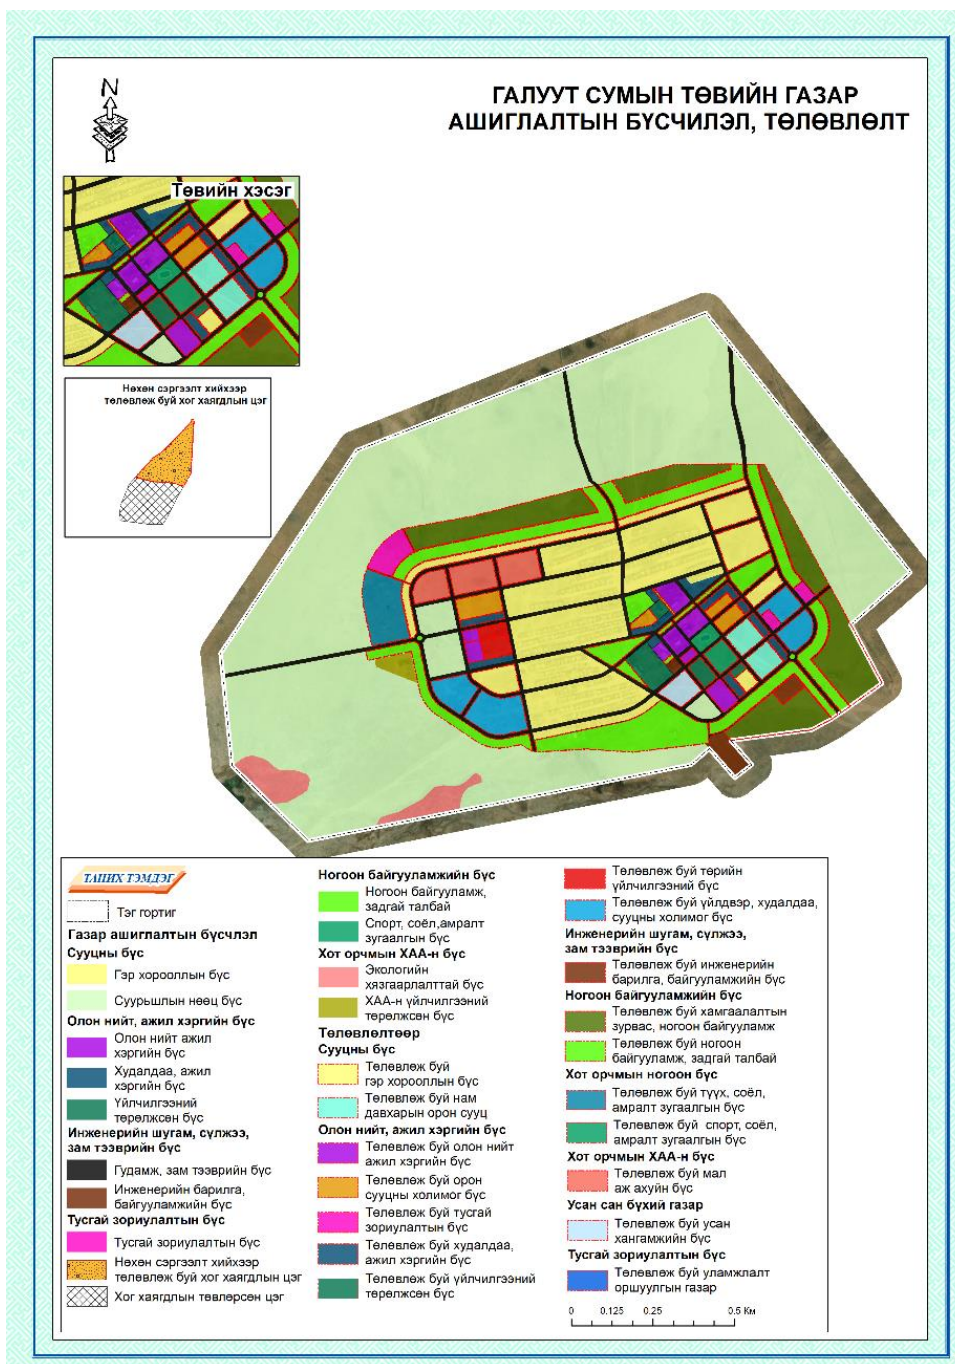 N
ГАЛУУТ СУМЫН ТӨВИЙН ГАЗАР
АШИГЛАЛТЫН БҮСЧИЛЭЛ, ТӨЛӨВЛӨЛТ
Төвийн хэсэг
Нөхөн сэргээлт хийхээр
төлөвлөж буй хог хаягдлын цэг
ТАНИХ ТЭМДЭГ
Тэг гортиг
Газар ашиглалтын бүсчлэл
Сууцны бүс
Гэр хорооллын бүс
Суурьшлын нөөц бүс
Олон нийт, ажил хэргийн бүс
Олон нийт ажил
хэргийн бүс
Худалдаа, ажил
хэргийн бүс
Үйлчилгээний
төрөлжсөн бүс
Инженерийн шугам, сүлжээ,
зам тээврийн бүс
Гудамж, зам тээврийн бүс
Инженерийн барилга,
байгууламжийн бүс
Тусгай зориулалтын бүс
Тусгай зориулалтын бүс
Нөхөн сэргээлт хийхээр
төлөвлөж буй хог хаягдлын цэг
Хог хаягдлын төвлөрсөн цэг
Ногоон байгууламжийн бүс
Ногоон байгууламж,
задгай талбай
Спорт, соёл,амралт
зугаалгын бүс
Хот орчмын ХАА-н бүс
Экологийн
хязгаарлалттай бүс
ХАА-н үйлчилгээний
төрөлжсөн бүс
Төлөвлөлтөөр
Сууцны бүс
Төлөвлөж буй
гэр хорооллын бүс
Төлөвлөж буй нам
давхарын орон сууц
Олон нийт, ажил хэргийн бүс
Төлөвлөж буй олон нийт
ажил хэргийн бүс
Төлөвлөж буй орон
сууцны холимог бүс
Төлөвлөж буй тусгай
зориулалтын бүс
Төлөвлөж буй худалдаа,
ажил хэргийн бүс
Төлөвлөж буй үйлчилгээний
төрөлжсөн бүс
Төлөвлөж буй төрийн
үйлчилгээний бүс
Төлөвлөж буй үйлдвэр, худалдаа,
сууцны холимог бүс
Инженерийн шугам, сүлжээ,
зам тээврийн бүс
Төлөвлөж буй инженерийн
барилга, байгууламжийн бүс
Ногоон байгууламжийн бүс
Төлөвлөж буй хамгаалалтын
зурвас, ногоон байгууламж
Төлөвлөж буй ногоон
байгууламж, задгай талбай
Хот орчмын ногоон бүс
Төлөвлөж буй түүх, соёл,
амралт зугаалгын бүс
Төлөвлөж буй спорт, соёл,
амралт зугаалгын бүс
Хот орчмын ХАА-н бүс
Төлөвлөж буй мал
аж ахуйн бүс
Усан сан бүхий газар
Төлөвлөж буй усан
хангамжийн бүс
Тусгай зориулалтын бүс
Төлөвлөж буй уламжлалт
оршуулгын газар
0 0.125 0.25 0.5 Км